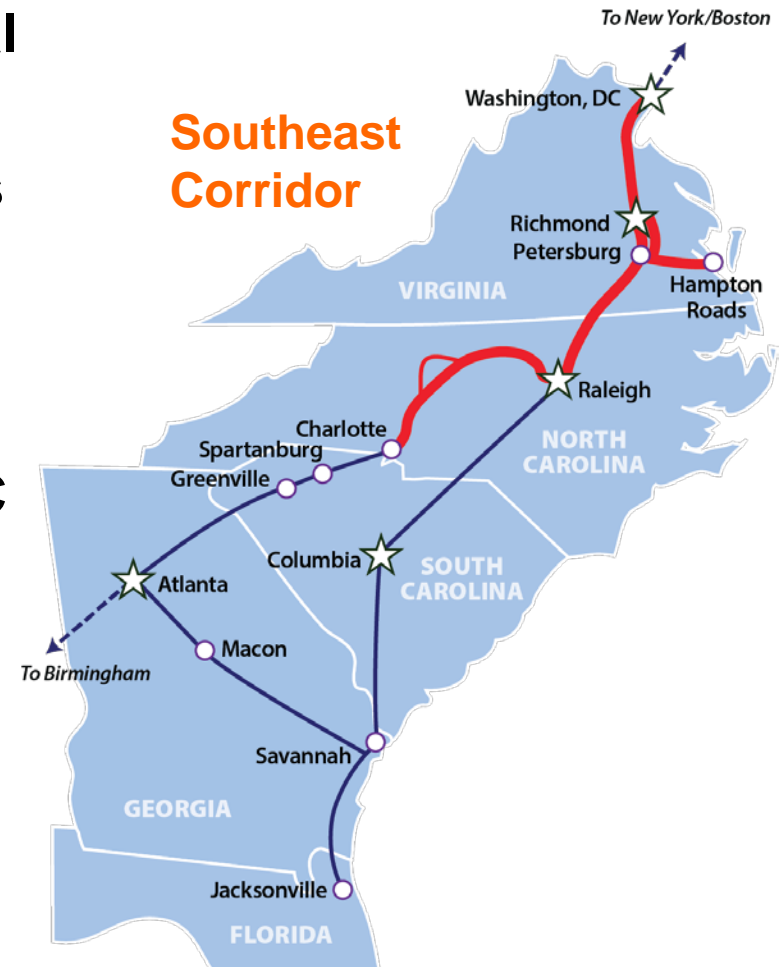 To New York/Boston
Washington, DC
Southeast
Corridor
Richmond
Petersburg
Hampton
Roads
VIRGINIA
Raleigh
Charlotte
NORTH
CAROLINA
Spartanburg
Greenville
Columbia
SOUTH
CAROLINA
Atlanta
Macon
To Birmingham
Savannah
GEORGIA
Jacksonville
FLORIDA